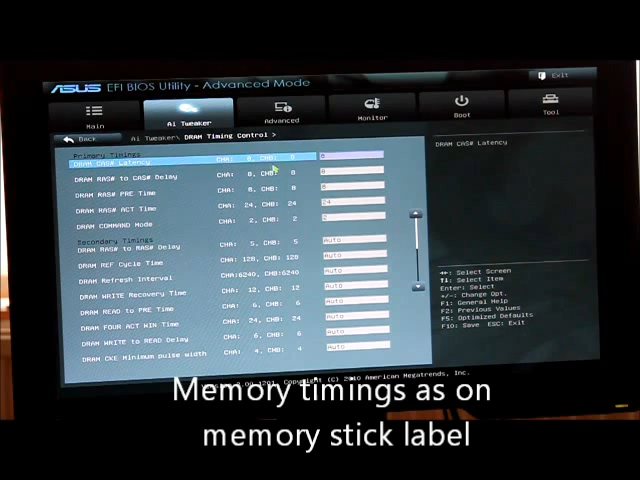 ASUS EFI BIOS Utility - Advanced Mode
Exit
Main
Ai Tweaker
Advanced
Monitor
Boot
Tool
Back
Ai Tweaker\ DRAM Timing Control >
Primary Timings
DRAM CAS# Latency CHA: 8, CHB: 8 8
DRAM RAS# to CAS# Delay CHA: 8, CHB: 8 8
DRAM RAS# PRE Time CHA: 8, CHB: 8 8
DRAM RAS# ACT Time CHA: 24, CHB: 24 24
DRAM COMMAND Mode CHA: 2, CHB: 2 2
Secondary Timings
DRAM RAS# to RAS# Delay CHA: 5, CHB: 5 Auto
DRAM REF Cycle Time CHA: 128, CHB:128 Auto
DRAM Refresh Interval CHA:6240, CHB:6240 Auto
DRAM WRITE Recovery Time CHA: 12, CHB: 12 Auto
DRAM READ to PRE Time CHA: 6, CHB: 6 Auto
DRAM FOUR ACT WIN Time CHA: 24, CHB: 24 Auto
DRAM WRITE to READ Delay CHA: 6, CHB: 6 Auto
DRAM CKE Minimum pulse width CHA: 4, CHB: 4 Auto
DRAM CAS# Latency
→←: Select Screen
↑↓: Select Item
Enter: Select
+/-: Change Opt.
F1: General Help
F2: Previous Values
F5: Optimized Defaults
F10: Save ESC: Exit
Copyright (C) 2010 American Megatrends, Inc.
Memory timings as on
memory stick label